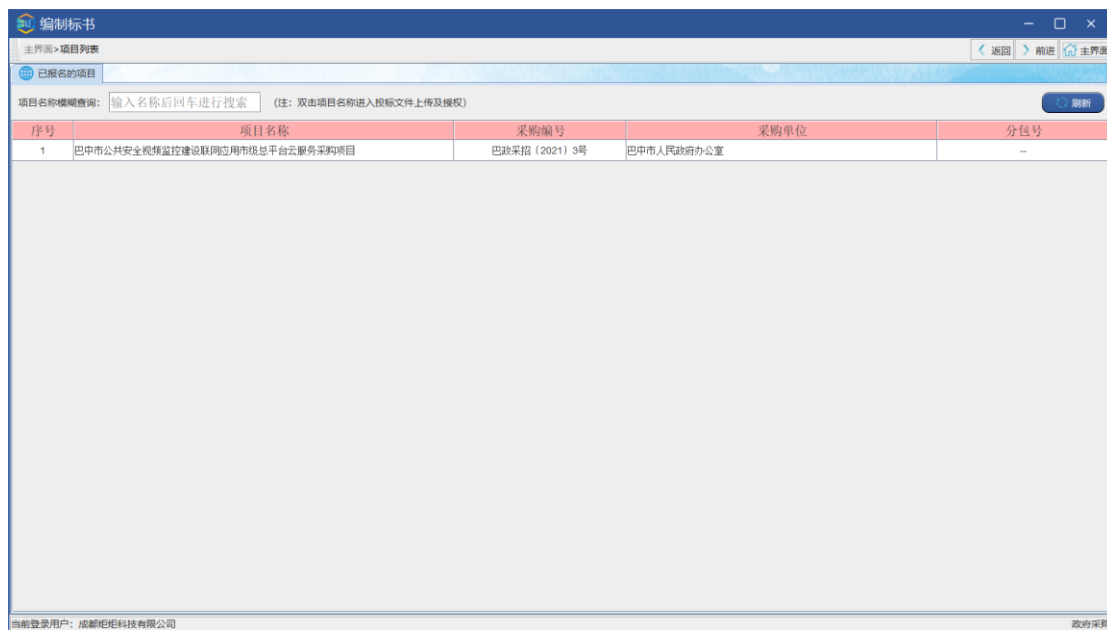 编制标书
主界面>项目列表
返回 前进 主界面
已报名的项目
项目名称模糊查询: 输入名称后回车进行搜索 (注: 双击项目名称进入投标文件上传及授权) 刷新
序号 项目名称 采购编号 采购单位 分包号
1 巴中市公共安全视频监控建设联网应用市级总平台云服务采购项目 巴政采招（2021）3号 巴中市人民政府办公室 --
当前登录用户: 成都炬炬科技有限公司 政府采购